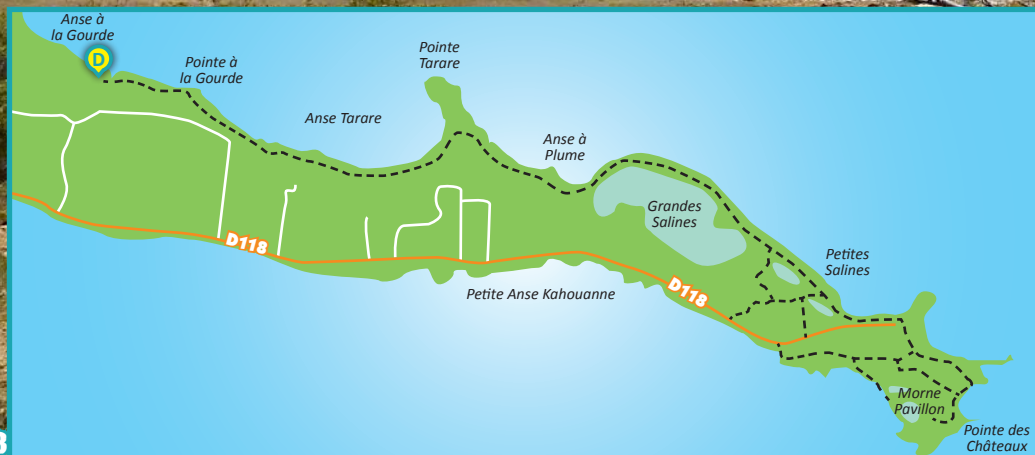 Anse à
la Gourde
D
Pointe à
la Gourde
Anse Tarare
Pointe
Tarare
Anse à
Plume
Grandes
Salines
Petites
Salines
D118
Petite Anse Kahouanne
D118
Morne
Pavillon
Pointe des
Châteaux